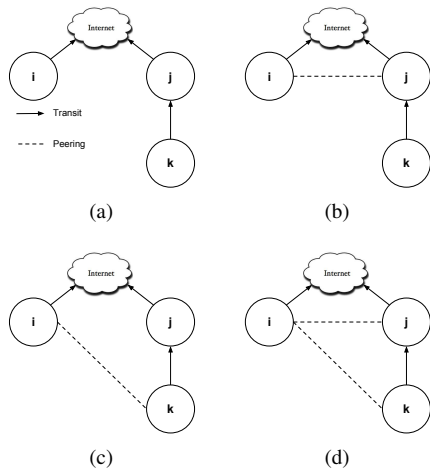 Internet
i
j
Transit
Peering
k
(a)
Internet
i
j
k
(b)
Internet
i
j
k
(c)
Internet
i
j
k
(d)